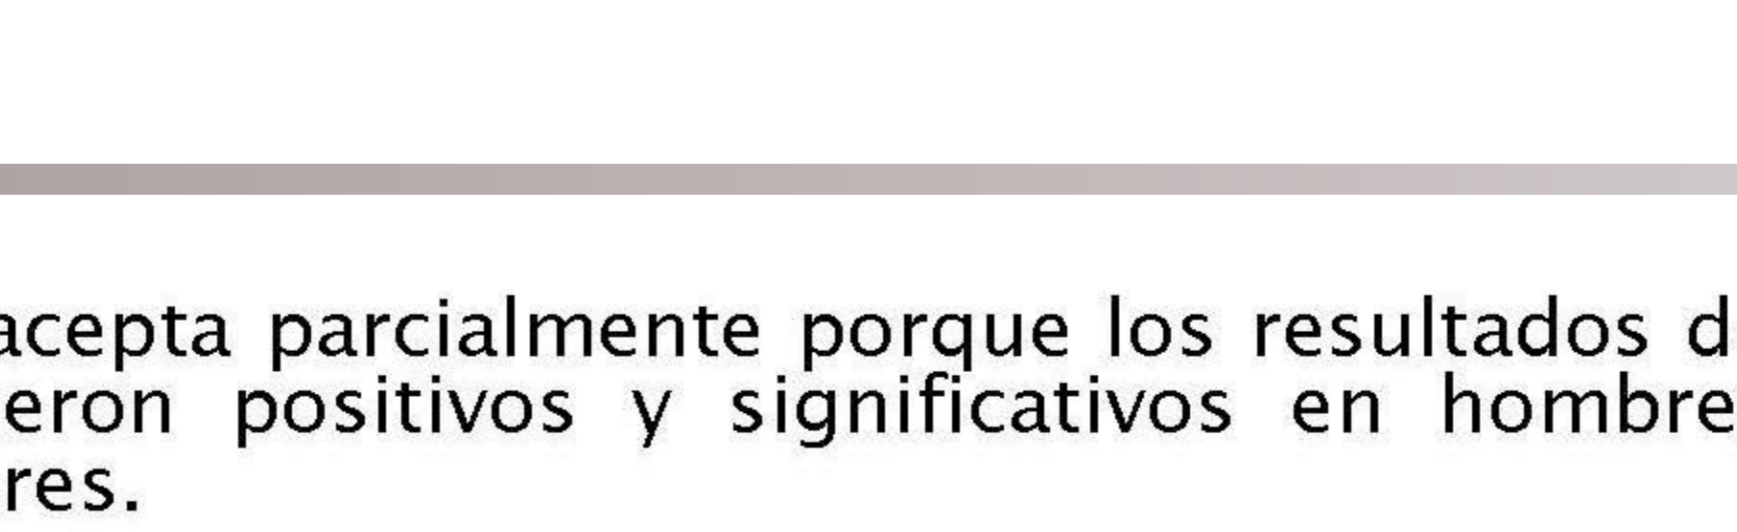 acepta parcialmente porque los resultados d
eron positivos y significativos en hombre
res.